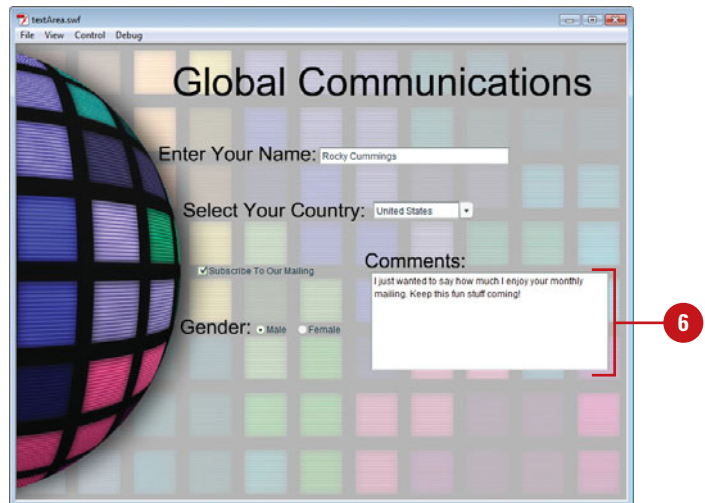 textArea.swf
File View Control Debug
Global Communications
Enter Your Name: Rocky Cummings
Select Your Country: United States
Subscribe To Our Mailing
Comments:
I just wanted to say how much I enjoy your monthly
mailing. Keep this fun stuff coming!
Gender: Male Female
6